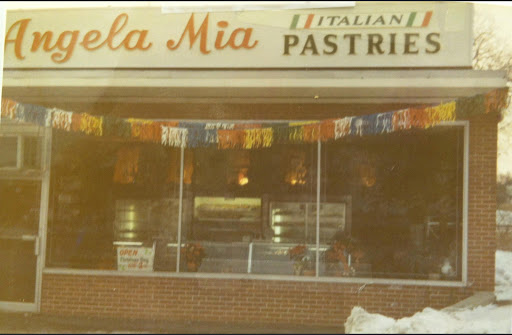 Angela Mia
ITALIAN
PASTRIES
OPEN